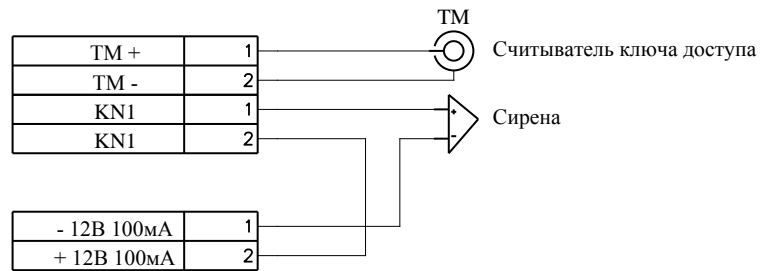 ТМ
ТМ + 1
Считыватель ключа доступа
ТМ - 2
KN1 1
+
Сирена
KN1 2
-
- 12В 100мА 1
+ 12В 100мА 2